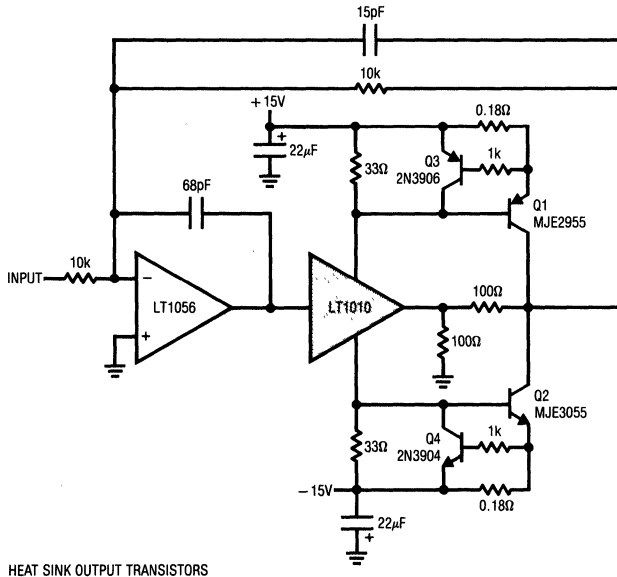 15pF
10k
+15V
0.18Ω
+
22μF
33Ω
Q3
2N3906
1k
68pF
Q1
MJE2955
10k
INPUT
−
LT1056
+
LT1010
100Ω
100Ω
Q2
MJE3055
33Ω
Q4
2N3904
1k
−15V
0.18Ω
22μF
+
HEAT SINK OUTPUT TRANSISTORS